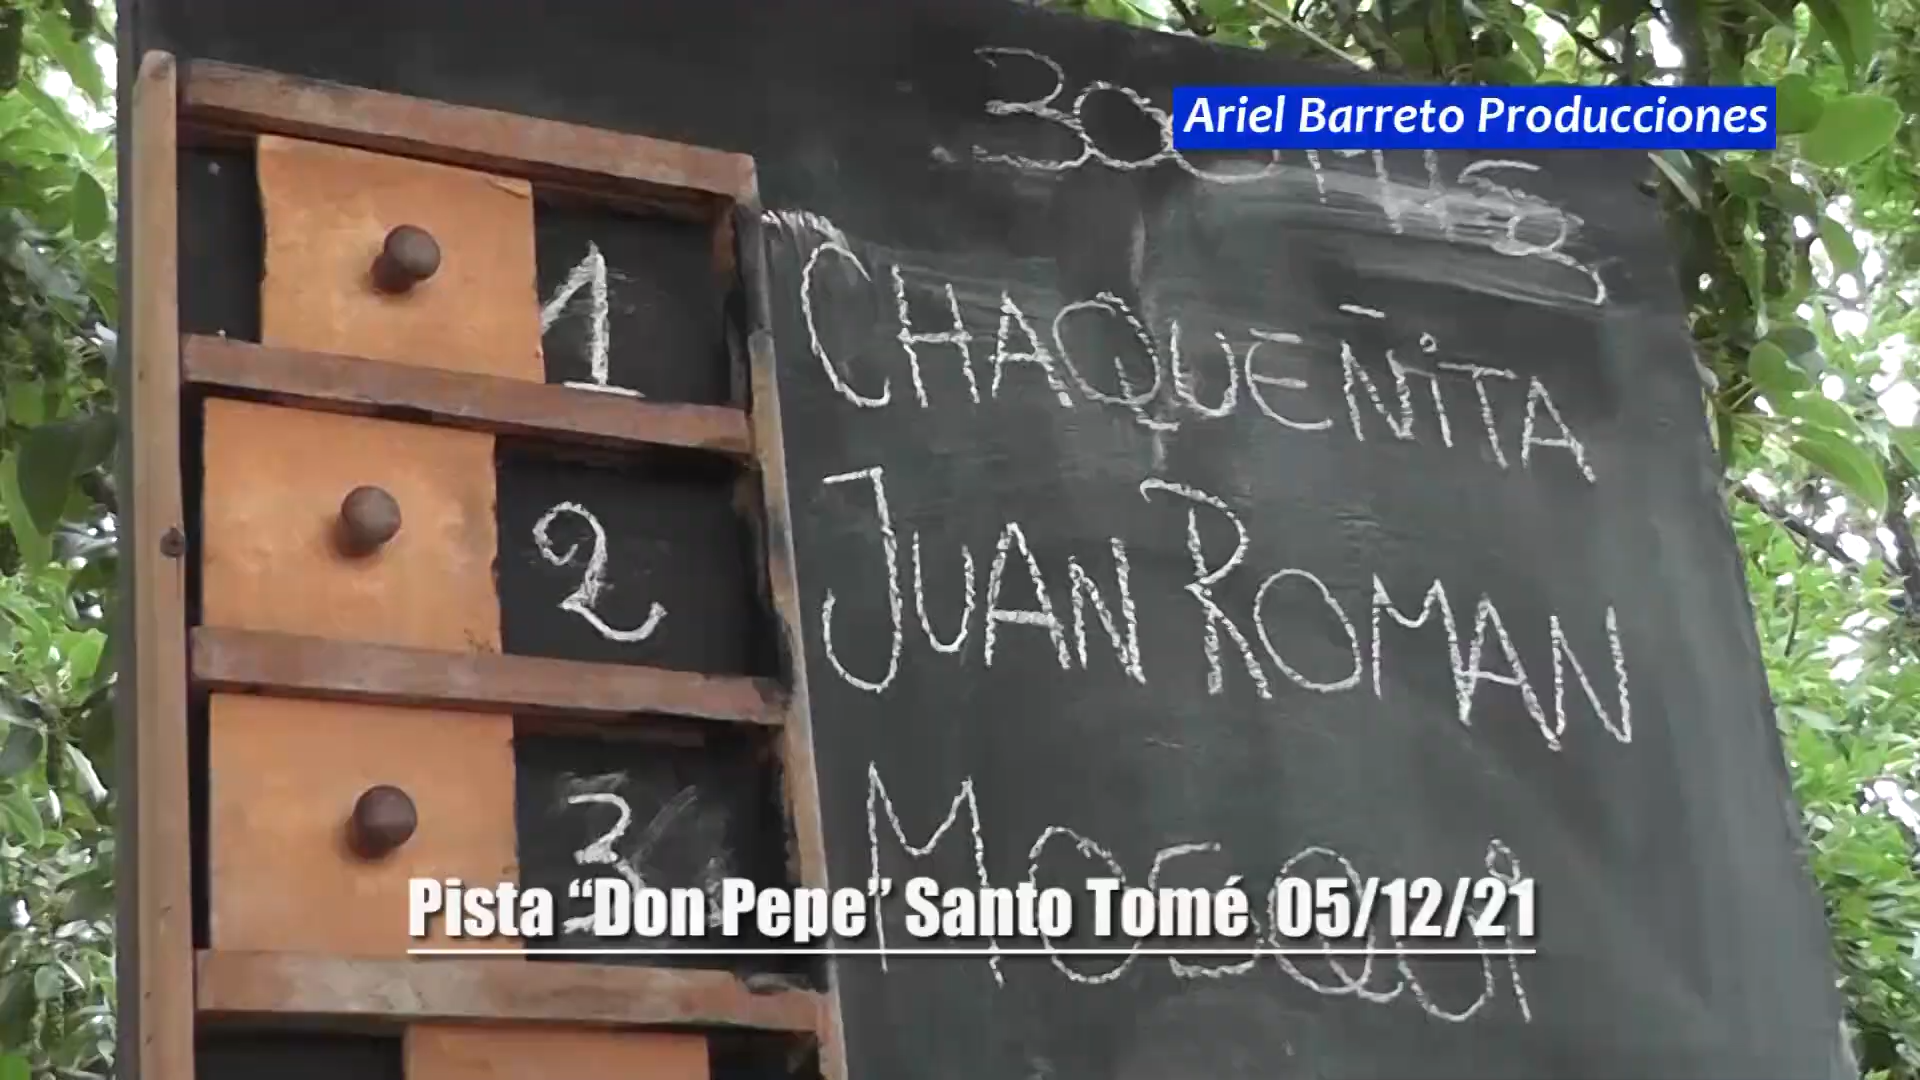 300 Mts
Ariel Barreto Producciones
1 CHAQUEÑITA
2 JUAN ROMAN
3 MOSQUI
Pista “Don Pepe” Santo Tomé 05/12/21